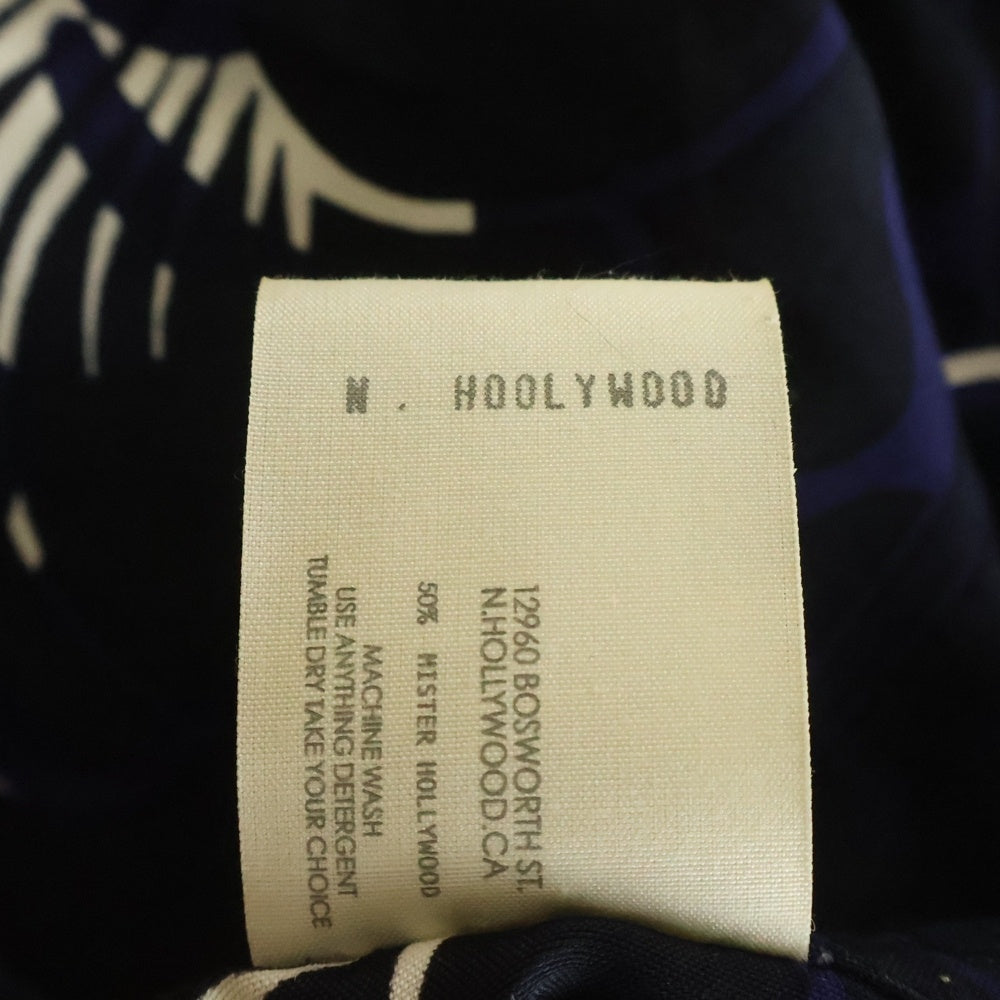 N. HOOLYWOOD
12960 BOSWORTH ST.
N.HOLLYWOOD.CA
50% MISTER HOLLYWOOD
MACHINE WASH
USE ANYTHING DETERGENT
TUMBLE DRY TAKE YOUR CHOICE